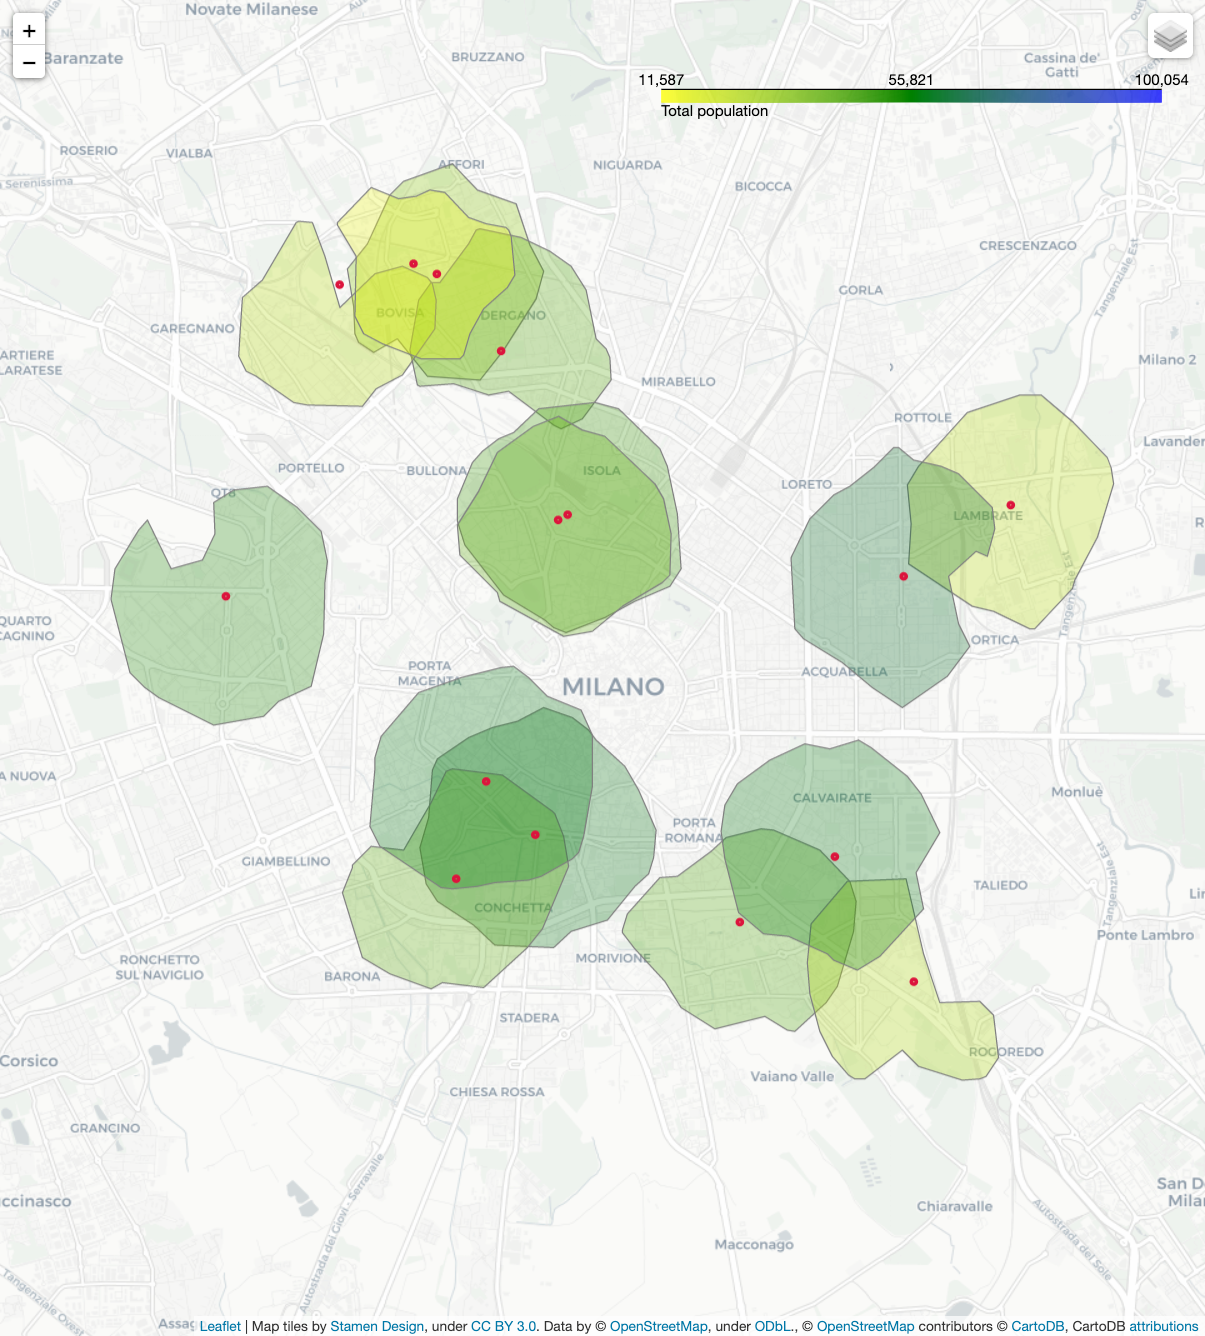 Novate Milanese
+
Baranzate
BRUZZANO
Cassina de'
Gatti
−
11,587 55,821 100,054
Total population
ROSERIO
VIALBA
AFFORI
NIGUARDA
BICOCCA
a Serenissima
CRESCENZAGO
Tangenziale Est
GORLA
BOVISA
DERGANO
GAREGNANO
ARTIERE
LARATESE
Milano 2
MIRABELLO
ROTTOLE
Lavander
PORTELLO
BULLONA
ISOLA
LORETO
QT8
LAMBRATE
Tangenziale Est
QUARTO
CAGNINO
ORTICA
PORTA
MAGENTA
ACQUABELLA
MILANO
A NUOVA
Monluè
CALVAIRATE
PORTA
ROMANA
GIAMBELLINO
TALIEDO
Tangenziale Est
Lin
CONCHETTA
Ponte Lambro
RONCHETTO
SUL NAVIGLIO
BARONA
MORIVIONE
STADERA
ROGOREDO
Corsico
Vaiano Valle
CHIESA ROSSA
GRANCINO
San D
Mila
ccinasco
Chiaravalle
Autostrada dei Giovi - Serravalle
Autostrada del Sole
Macconago
Tangenziale Ovest
Assag
Leaflet | Map tiles by Stamen Design, under CC BY 3.0. Data by © OpenStreetMap, under ODbL., © OpenStreetMap contributors © CartoDB, CartoDB attributions